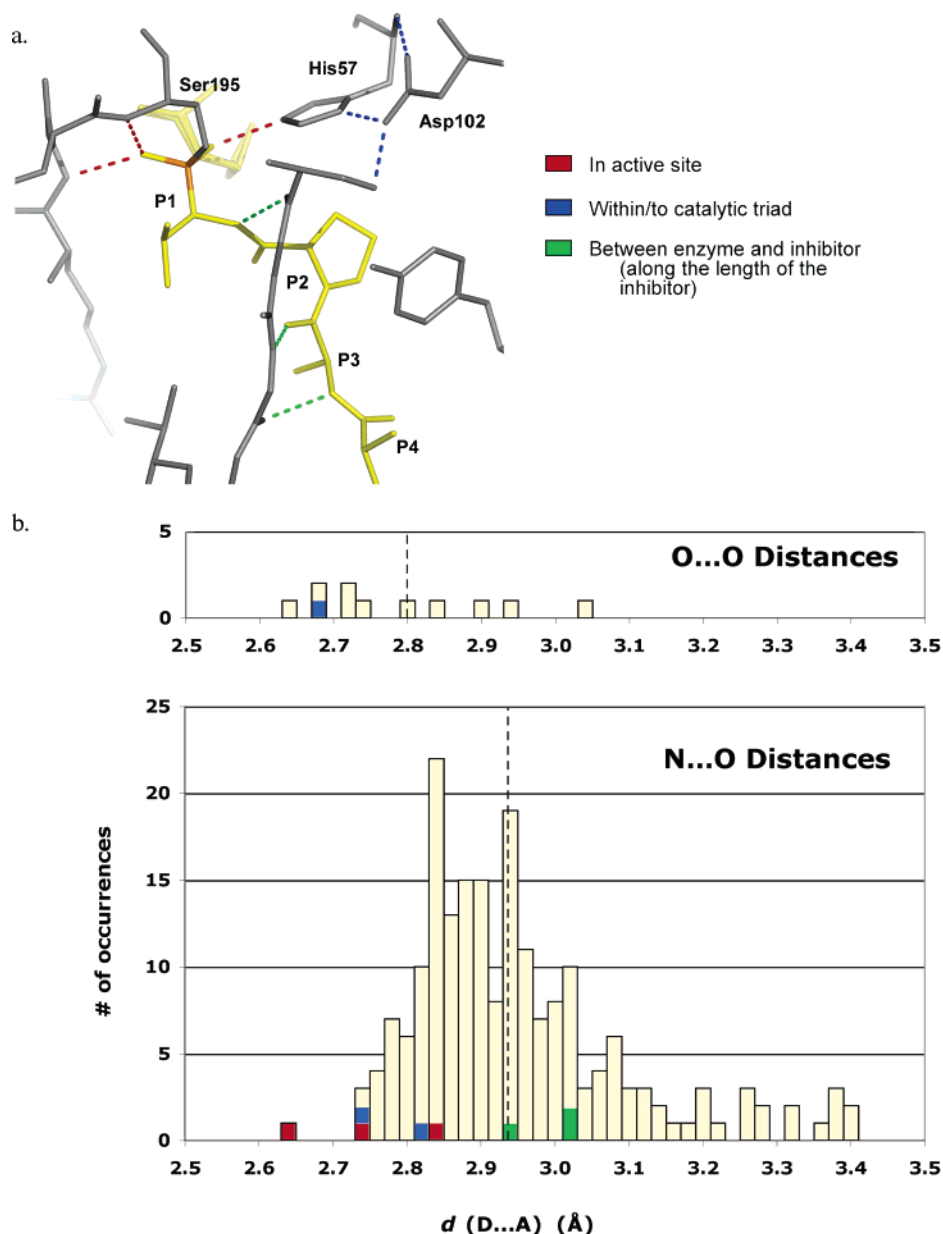 a.
Ser195
His57
Asp102
P1
P2
P3
P4
In active site
Within/to catalytic triad
Between enzyme and inhibitor
(along the length of the
inhibitor)
b.
O...O Distances
5
0
2.5 2.6 2.7 2.8 2.9 3.0 3.1 3.2 3.3 3.4 3.5
N...O Distances
# of occurrences
25
20
15
10
5
0
2.5 2.6 2.7 2.8 2.9 3.0 3.1 3.2 3.3 3.4 3.5
d (D...A) (Å)